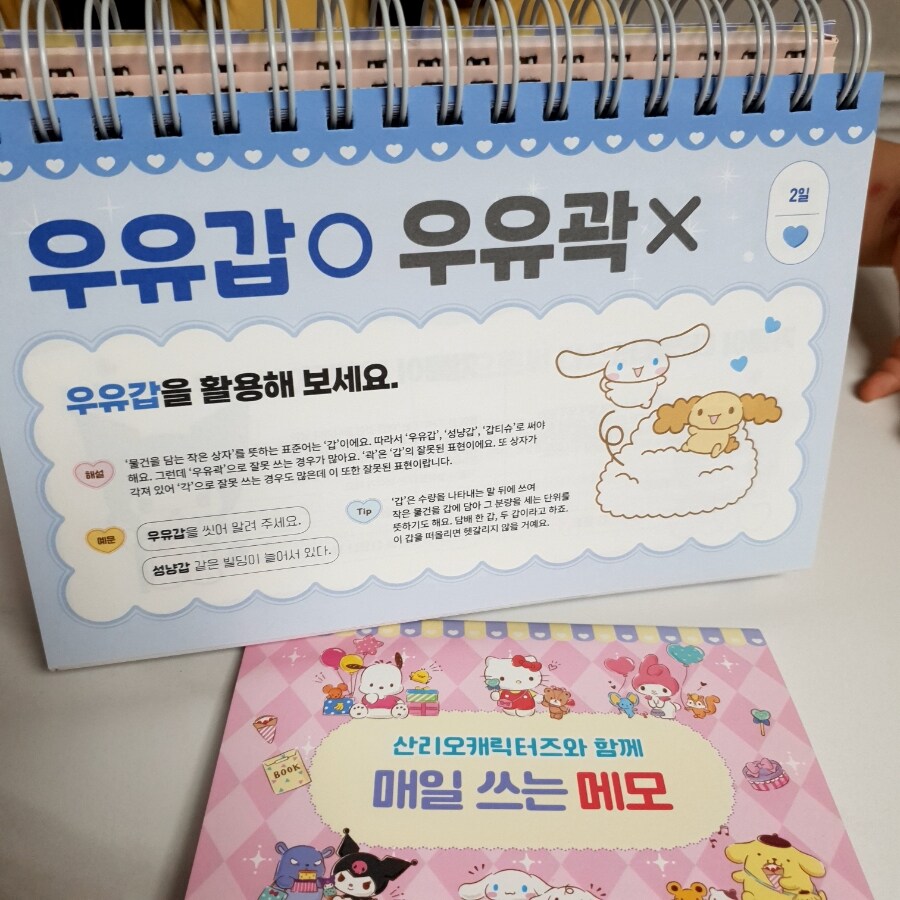 우유갑 ○ 우유곽 ×
2일
우유갑을 활용해 보세요.
해설
'물건을 담는 작은 상자'를 뜻하는 표준어는 '갑'이에요. 따라서 '우유갑', '성냥갑', '갑티슈'로 써야
해요. 그런데 '우유곽'으로 잘못 쓰는 경우가 많아요. '곽'은 '갑'의 잘못된 표현이에요. 또 상자가
각져 있어 '각'으로 잘못 쓰는 경우도 많은데 이 또한 잘못된 표현이랍니다.
예문
우유갑을 씻어 말려 주세요.
성냥갑 같은 빌딩이 늘어서 있다.
Tip
'갑'은 수량을 나타내는 말 뒤에 쓰여
작은 물건을 갑에 담아 그 분량을 세는 단위를
뜻하기도 해요. 담배 한 갑, 두 갑이라고 하죠.
이 갑을 떠올리면 헷갈리지 않을 거예요.
산리오캐릭터즈와 함께
매일 쓰는 메모
BOOK